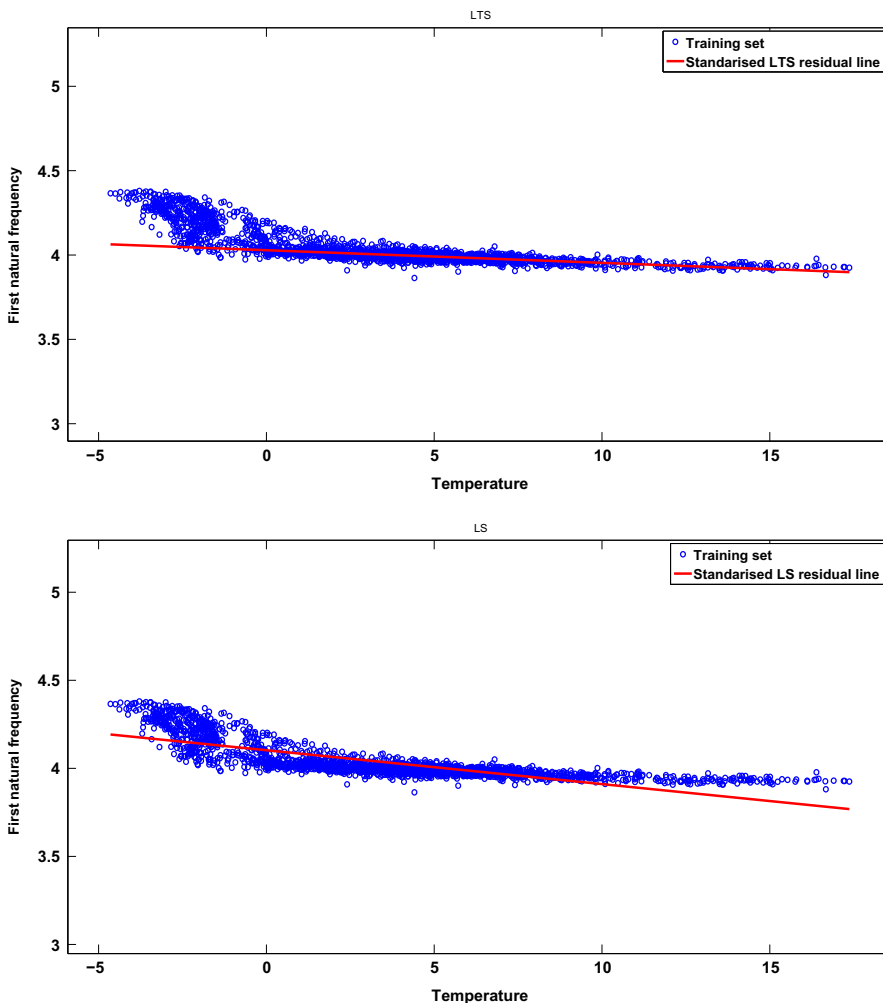 LTS
Training set
Standarised LTS residual line
First natural frequency
5
4.5
4
3.5
3
−5
0
5
10
15
Temperature
LS
Training set
Standarised LS residual line
First natural frequency
5
4.5
4
3.5
3
−5
0
5
10
15
Temperature